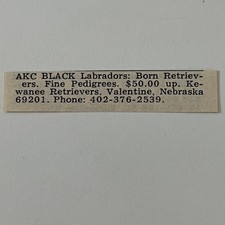 AKC BLACK Labradors: Born Retriev-
ers. Fine Pedigrees. $50.00 up. Ke-
wanee Retrievers, Valentine, Nebraska
69201. Phone: 402-376-2539.